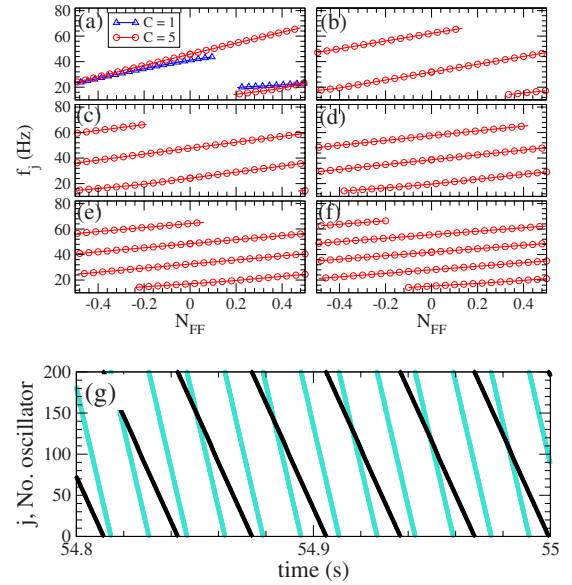 (a) C = 1 (b)
C = 5
80
60
40
20
(c) (d)
80
60
40
20
f_j (Hz)
(e) (f)
80
60
40
20
-0.4 -0.2 0 0.2 0.4 -0.4 -0.2 0 0.2 0.4
N_FF N_FF
(g)
200
150
100
50
0
j, No. oscillator
54.8 54.9 55
time (s)